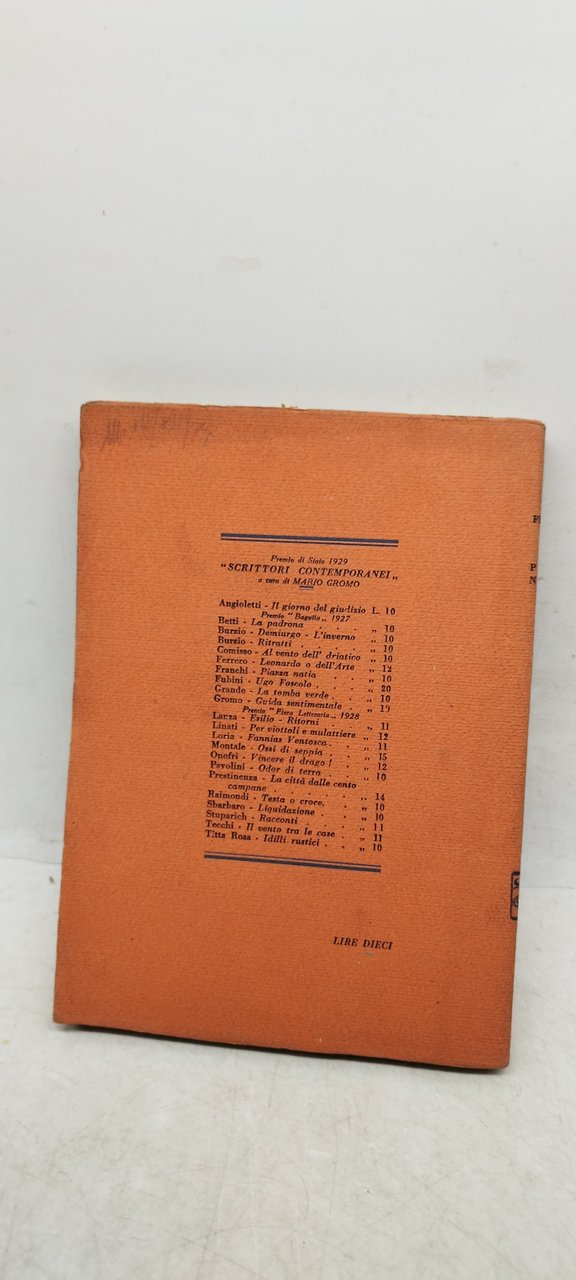 Premio di Stato 1929
"SCRITTORI CONTEMPORANEI„
a cura di MARIO GROMO
Angioletti - Il giorno del giudizio L. 10
Premio "Bagutta„ 1927
Betti - La padrona . . . „ 10
Burzio - Demiurgo - L'inverno „ 10
Burzio - Ritratti . . . . „ 10
Comisso - Al vento dell' adriatico „ 10
Ferrero - Leonardo o dell'Arte „ 12
Franchi - Piazza natia . . „ 10
Fubini - Ugo Foscolo . . . „ 20
Grande - La tomba verde . . „ 10
Gromo - Guida sentimentale . „ 10
Premio "Fiera Letteraria„ 1928
Lanza - Esilio - Ritorni . . „ 11
Linati - Per viottoli e mulattiere „ 12
Loria - Fannias Ventosca . . „ 11
Montale - Ossi di seppia . . „ 15
Onofri - Vincere il drago ! . „ 12
Pavolini - Odor di terra . . „ 10
Prestinenza - La città dalle cento
campane . . . . . . „ 14
Raimondi - Testa o croce. . „ 10
Sbarbaro - Liquidazione . . „ 10
Stuparich - Racconti . . . „ 11
Tecchi - Il vento tra le case . „ 11
Titta Rosa - Idilli rustici . . „ 10
LIRE DIECI